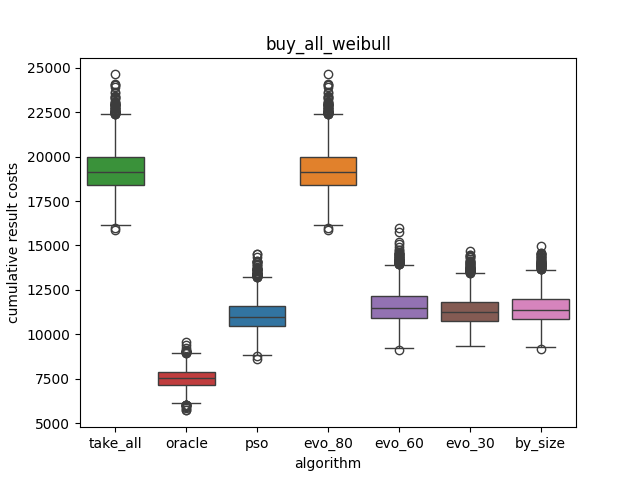 buy_all_weibull
25000
22500
20000
17500
15000
12500
10000
7500
5000
cumulative result costs
take_all oracle pso evo_80 evo_60 evo_30 by_size
algorithm